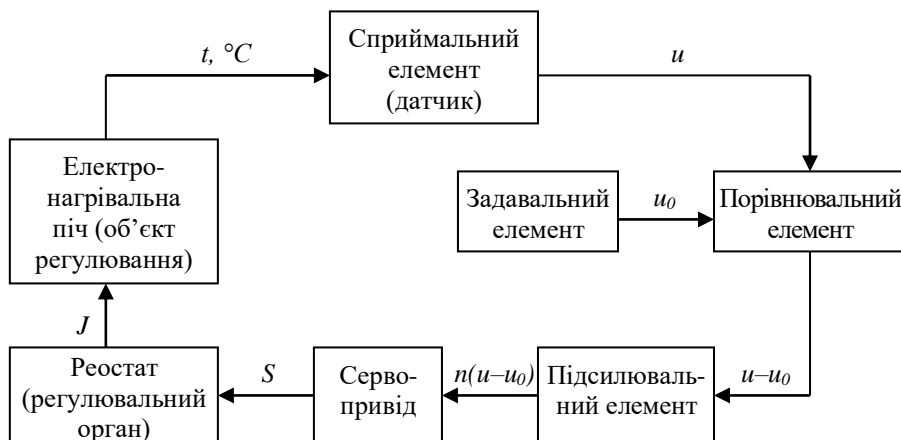 t, °C
Сприймальний
елемент
(датчик)
u
Електро-
нагрівальна
піч (об’єкт
регулювання)
Задавальний
елемент
u₀
Порівнювальний
елемент
J
Реостат
(регулювальний
орган)
S
Серво-
привід
n(u–u₀)
Підсилюваль-
ний елемент
u–u₀